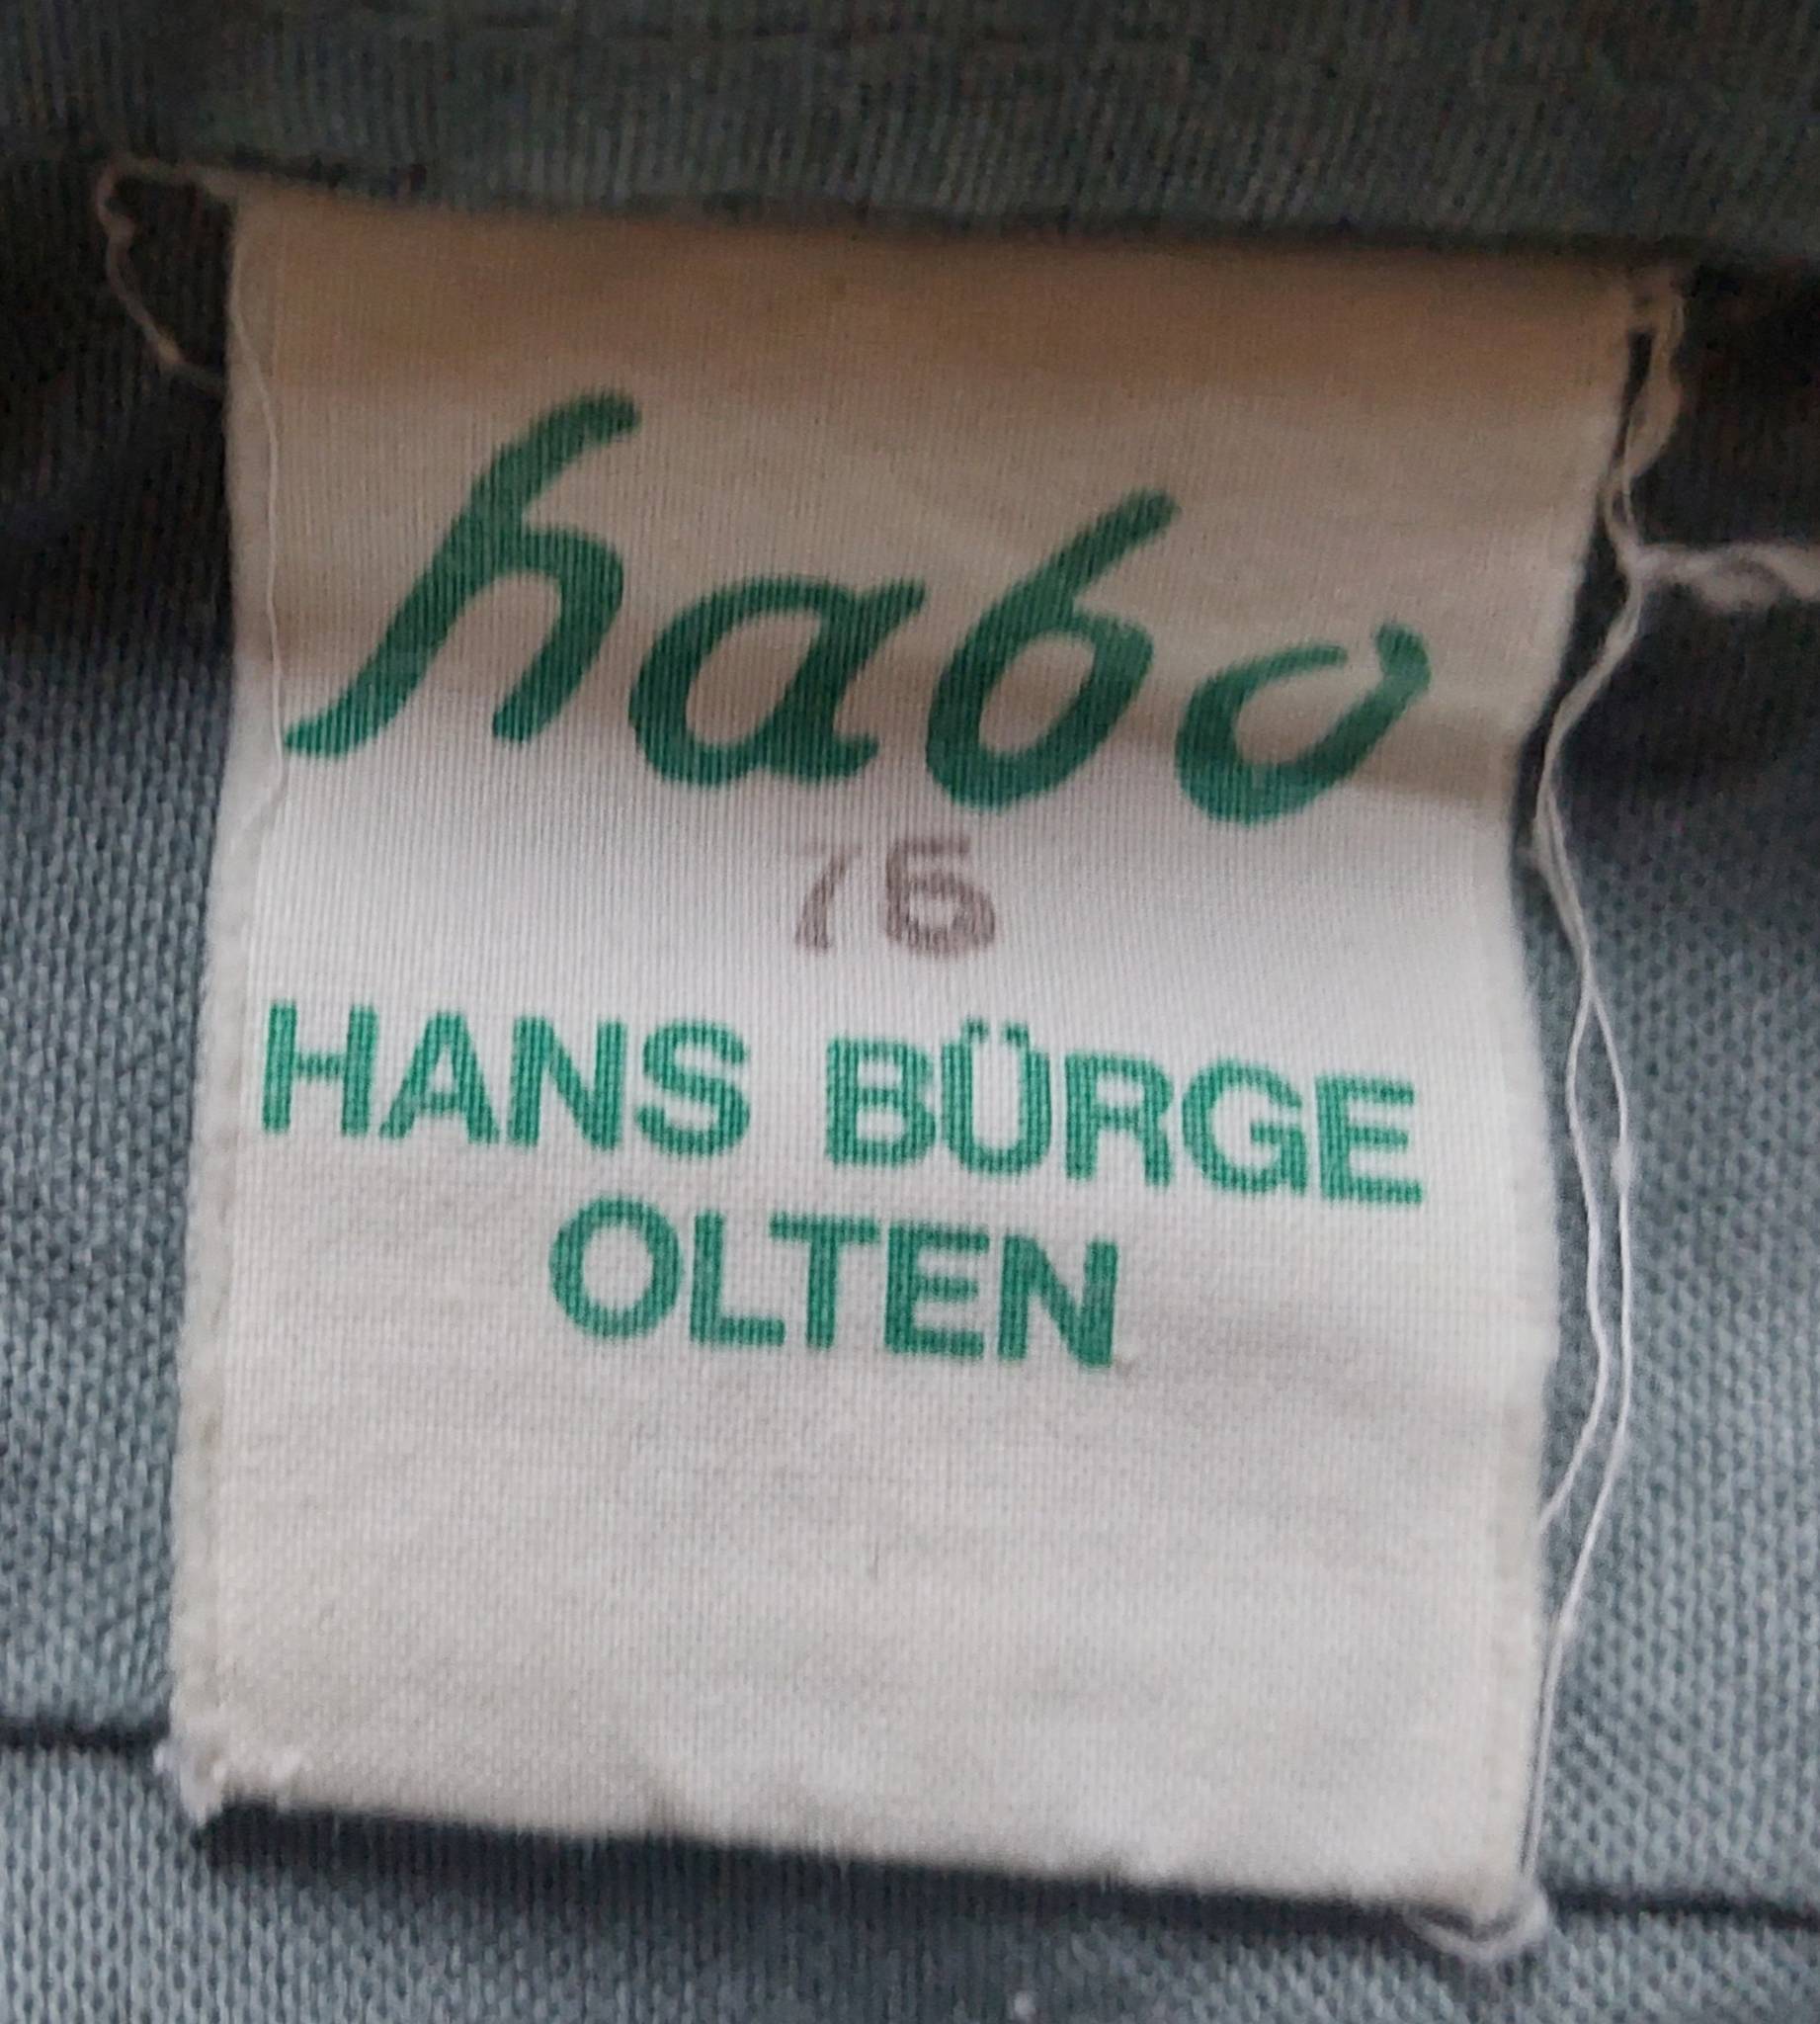 habo
76
HANS BÜRGE
OLTEN